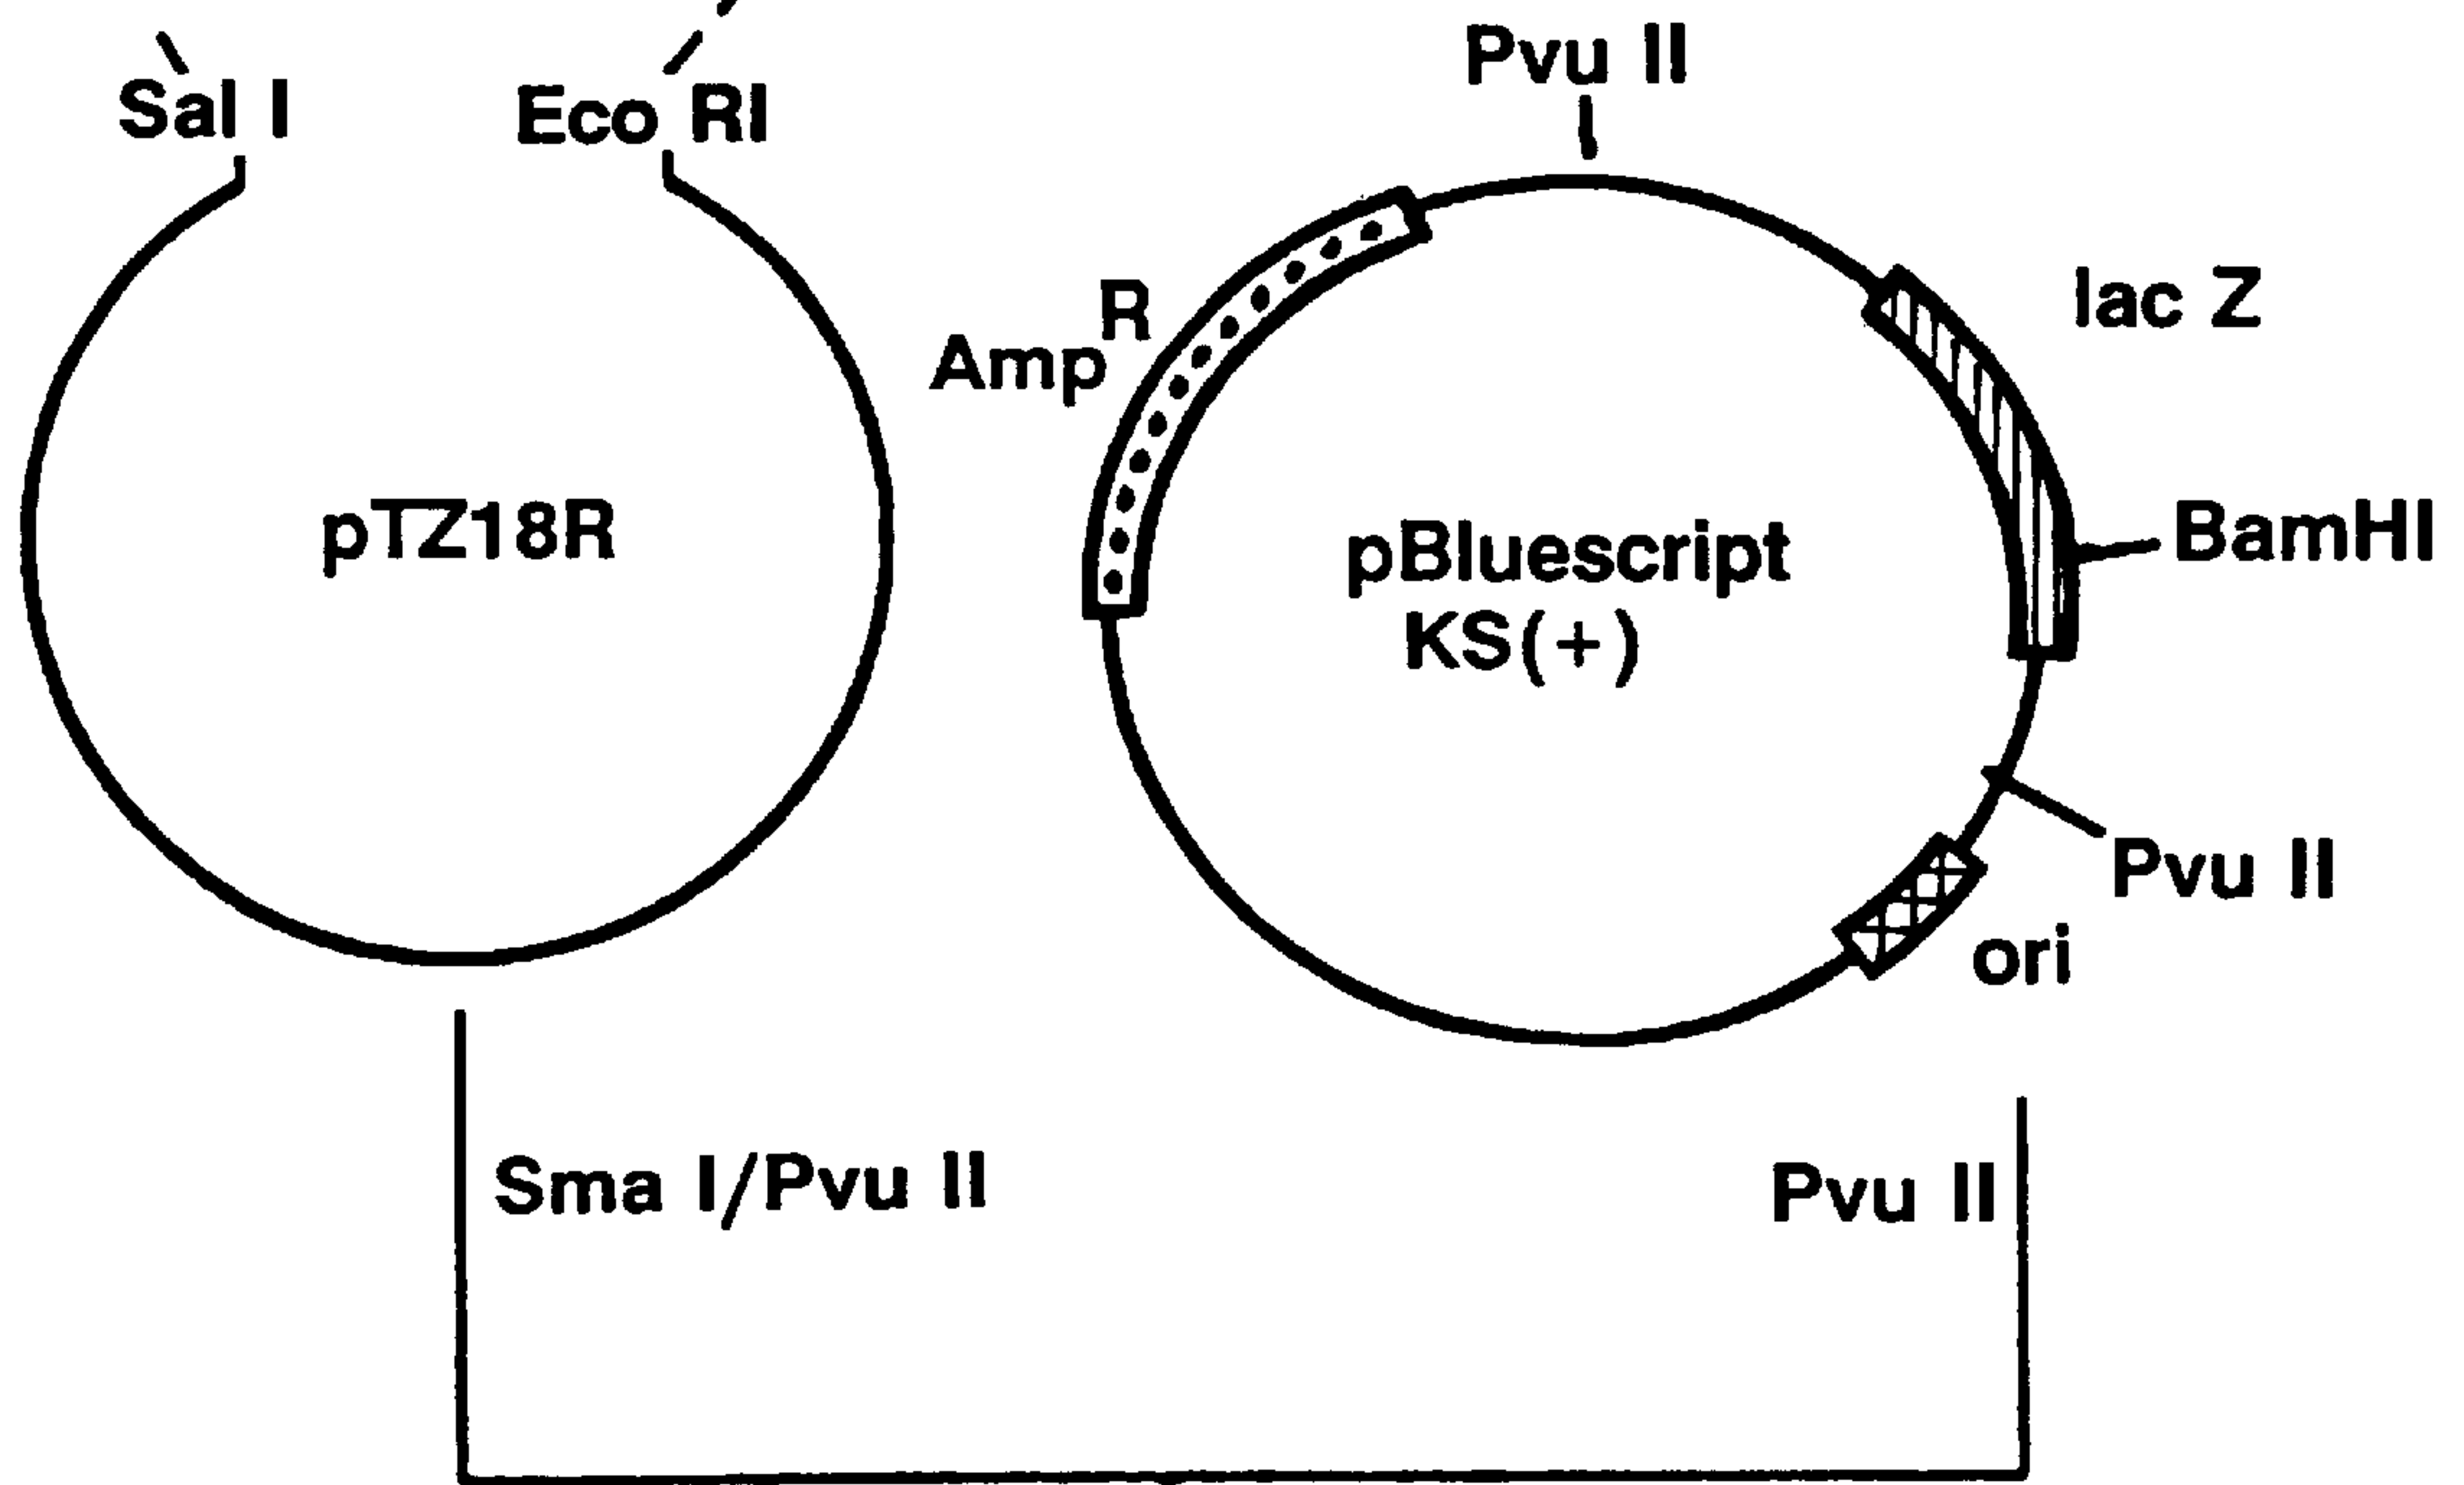 Sal I
Eco RI
pTZ18R
Pvu II
Amp R
lac Z
BamHI
pBluescript
KS(+)
Pvu II
ori
Sma I/Pvu II
Pvu II